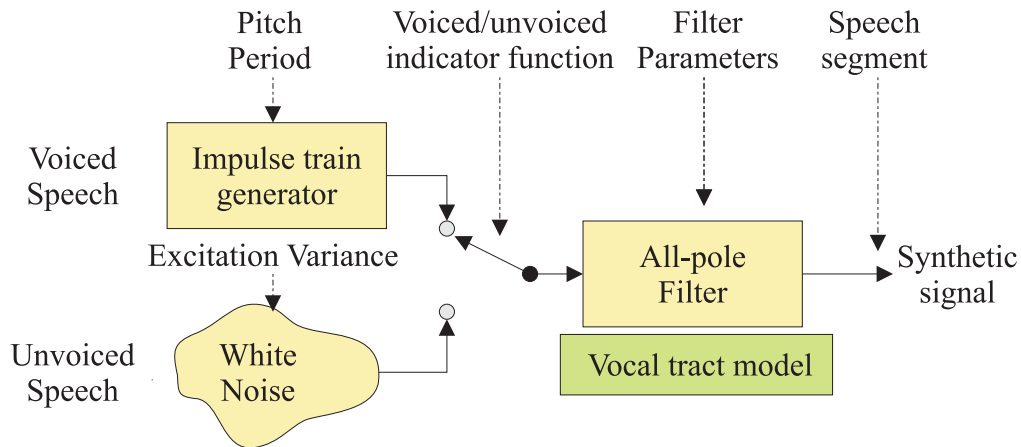 Pitch
Period
Voiced/unvoiced
indicator function
Filter
Parameters
Speech
segment
Voiced
Speech
Impulse train
generator
Excitation Variance
All-pole
Filter
Synthetic
signal
Unvoiced
Speech
White
Noise
Vocal tract model